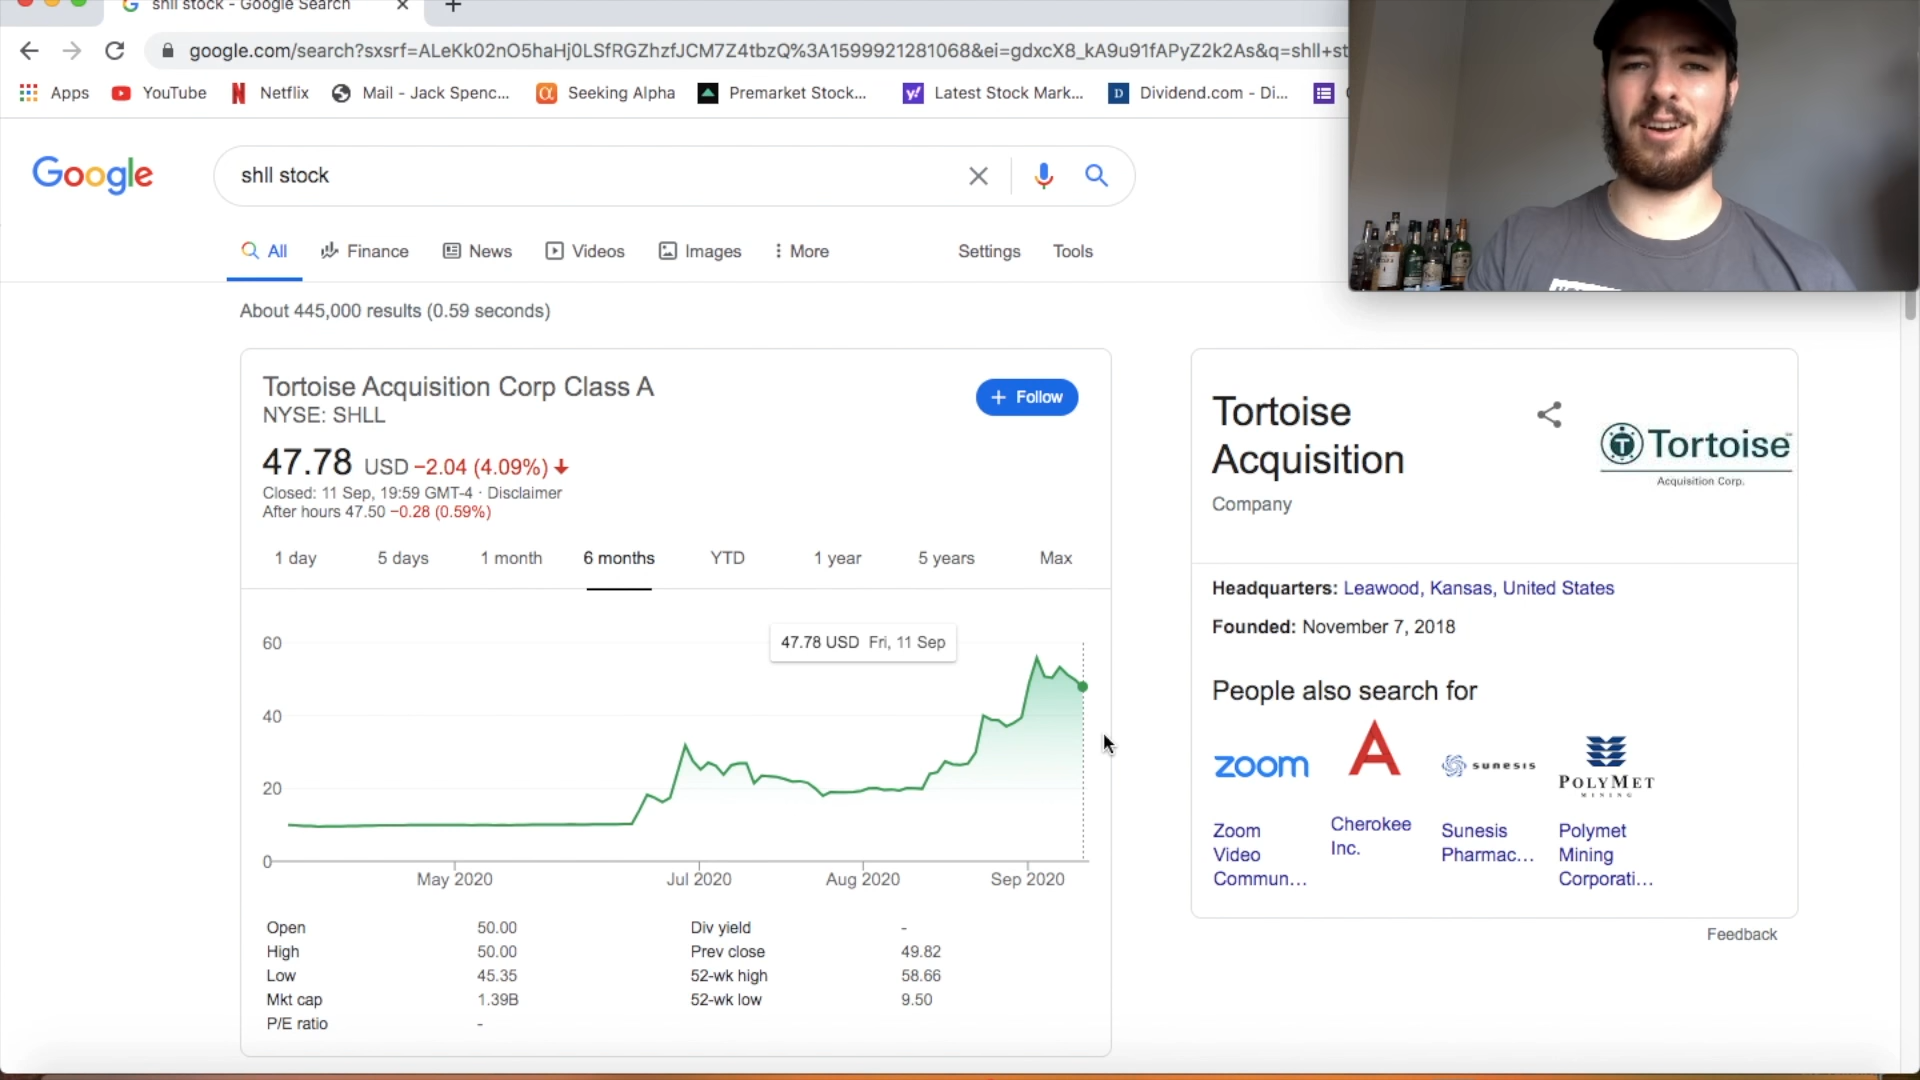 shll stock - Google Search
google.com/search?sxsrf=ALeKk02nO5haHj0LSfRGZhzfJCM7Z4tbzQ%3A1599921281068&ei=gdxcX8_kA9u91fAPyZ2k2As&q=shll+st
Apps YouTube Netflix Mail - Jack Spenc... Seeking Alpha Premarket Stock... Latest Stock Mark... Dividend.com - Di...
Google
shll stock
All Finance News Videos Images More Settings Tools
About 445,000 results (0.59 seconds)
Tortoise Acquisition Corp Class A
NYSE: SHLL
+ Follow
47.78 USD −2.04 (4.09%)
Closed: 11 Sep, 19:59 GMT-4 · Disclaimer
After hours 47.50 −0.28 (0.59%)
1 day 5 days 1 month 6 months YTD 1 year 5 years Max
47.78 USD Fri, 11 Sep
60
40
20
0
May 2020 Jul 2020 Aug 2020 Sep 2020
Open 50.00 Div yield -
High 50.00 Prev close 49.82
Low 45.35 52-wk high 58.66
Mkt cap 1.39B 52-wk low 9.50
P/E ratio -
Tortoise
Acquisition
Company
Tortoise
Acquisition Corp.
Headquarters: Leawood, Kansas, United States
Founded: November 7, 2018
People also search for
zoom
sunesis
POLYMET
MINING
Zoom
Video
Commun...
Cherokee
Inc.
Sunesis
Pharmac...
Polymet
Mining
Corporati...
Feedback